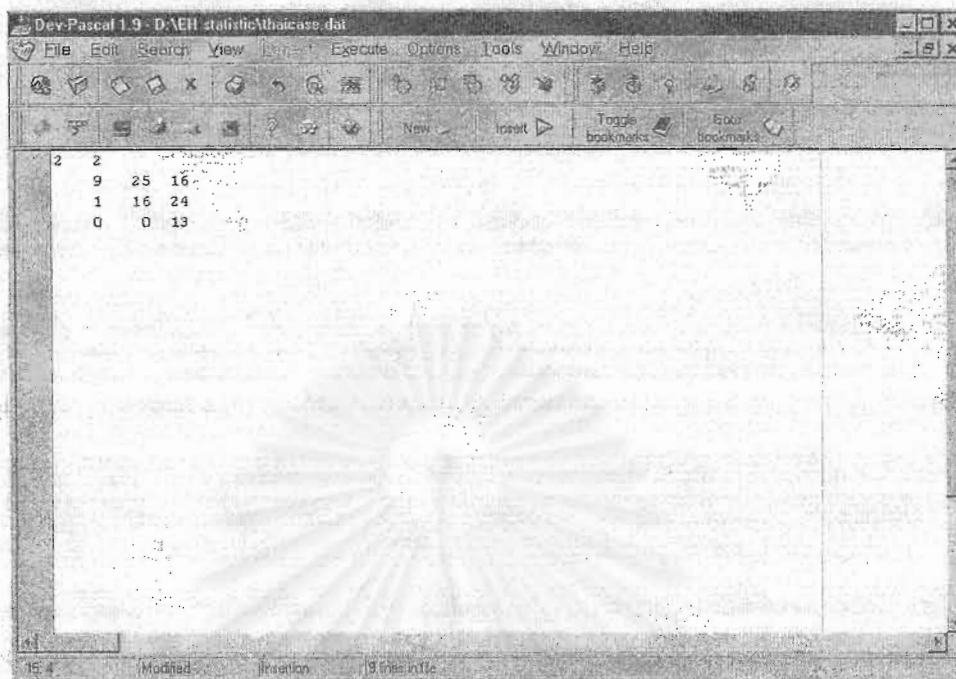 Dev-Pascal 1.9 - D:\EH statistic\thaicase.dat
File Edit Search View Project Execute Options Tools Window Help
New Insert Toggle bookmarks Goto bookmarks
2 2
9 25 16
1 16 24
0 0 13
15:4 Modified Insertion 9 lines in file